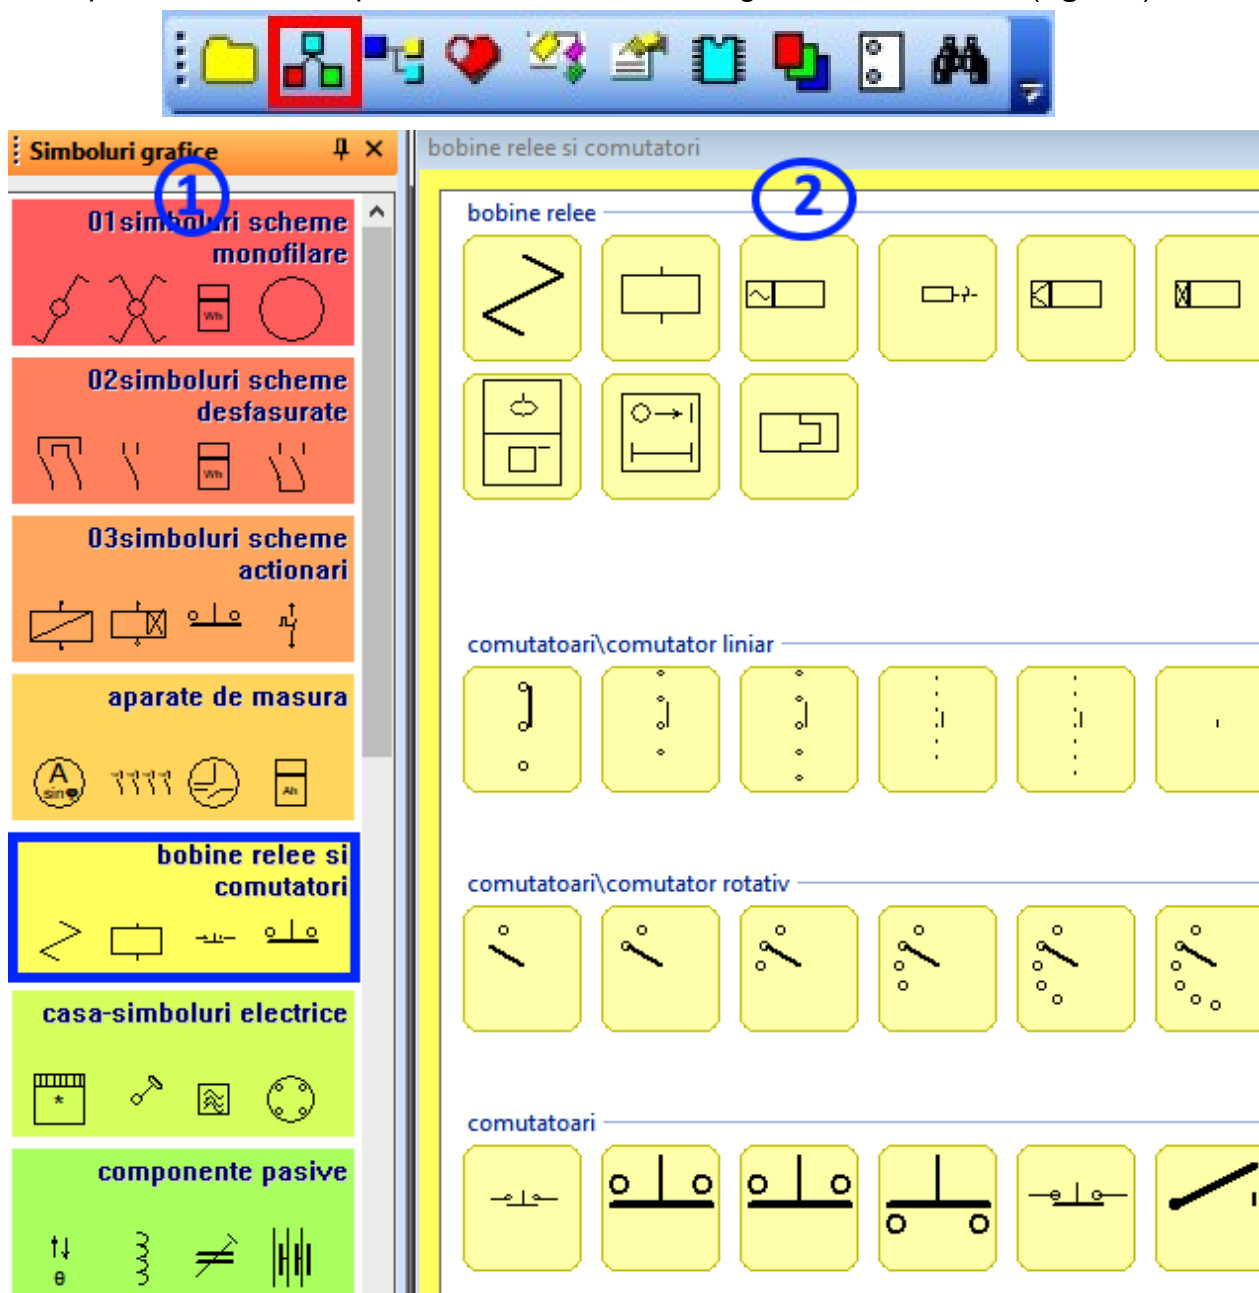 Simboluri grafice
1
01simboluri scheme
monofilare
Wh
02simboluri scheme
desfasurate
Wh
03simboluri scheme
actionari
aparate de masura
A
sinφ
Ah
bobine relee si
comutatori
casa-simboluri electrice
*
componente pasive
θ
bobine relee si comutatori
2
bobine relee
comutatoari\comutator liniar
comutatoari\comutator rotativ
comutatoari